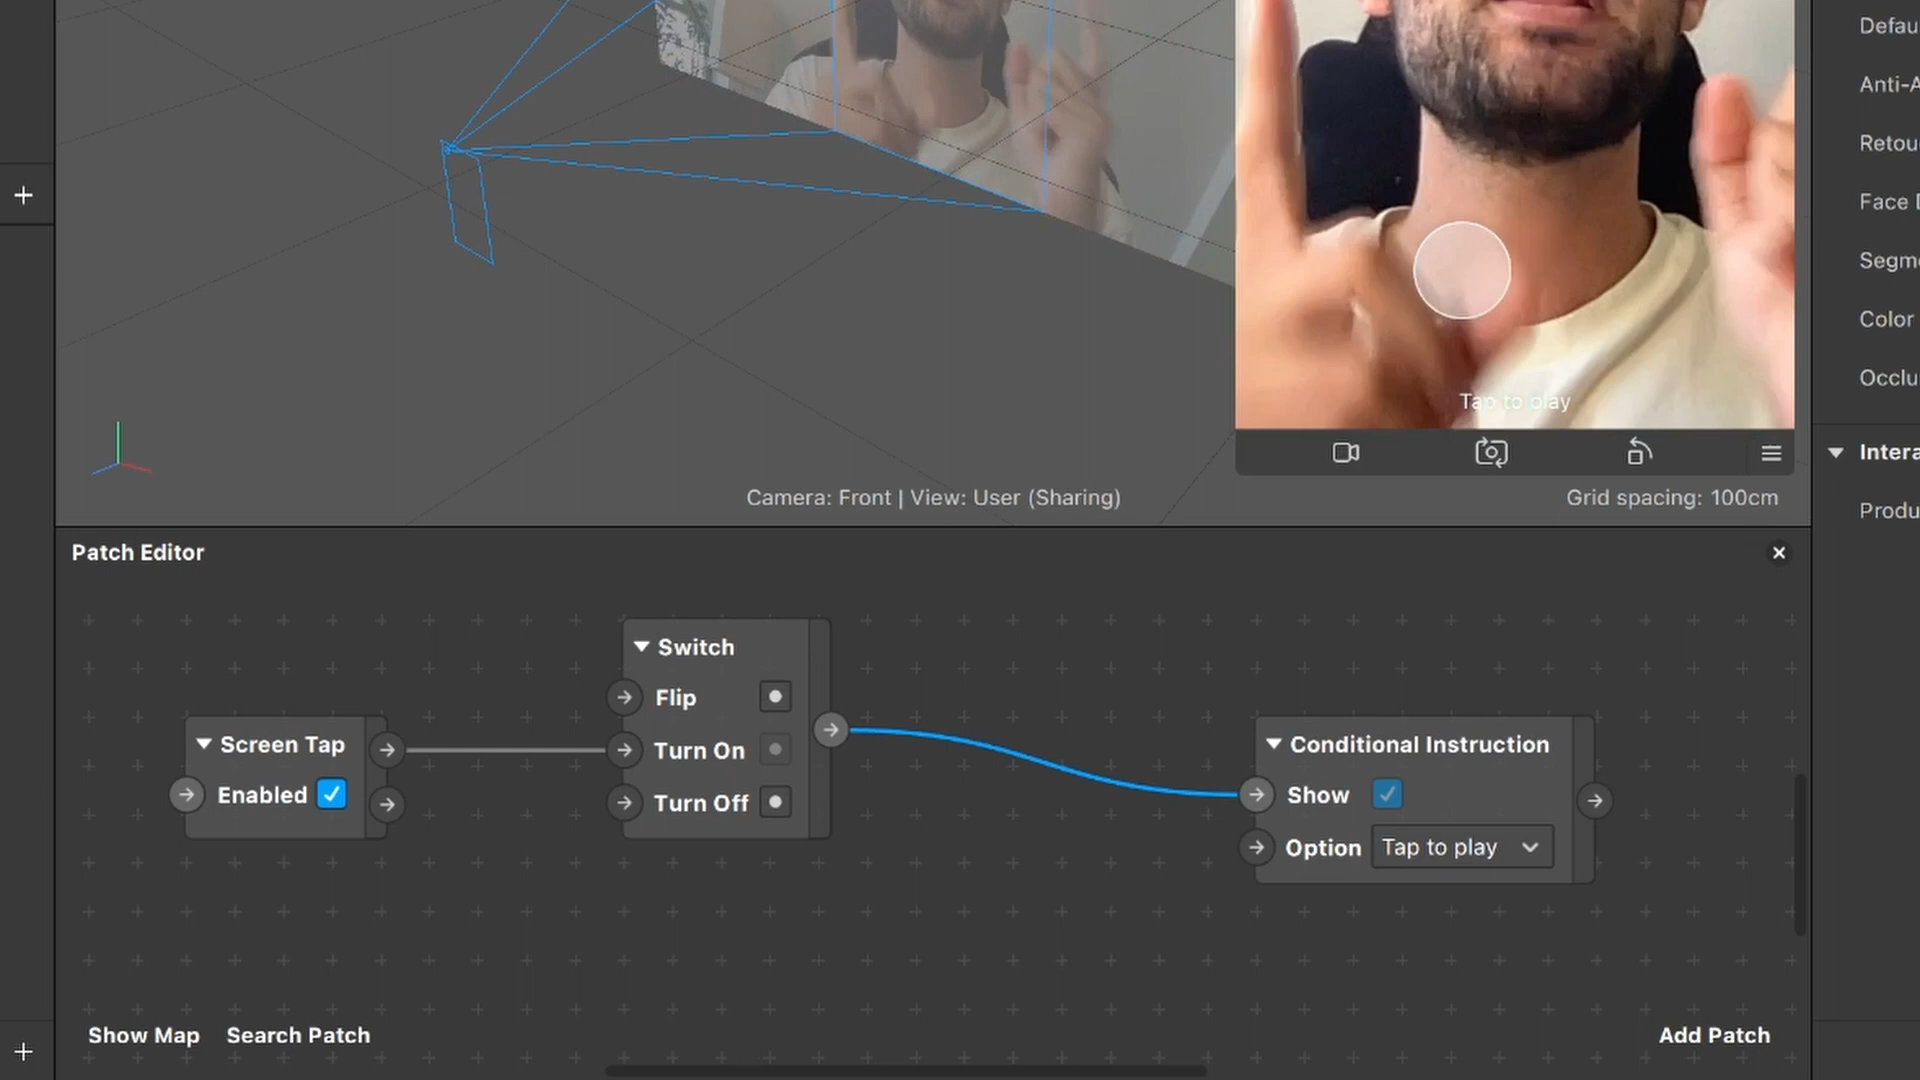 Defau
Anti-A
Retou
Face D
Segm
Color
Occlu
Tap to play
Intera
Produ
Camera: Front | View: User (Sharing)
Grid spacing: 100cm
Patch Editor
Switch
Flip
Turn On
Turn Off
Screen Tap
Enabled
Conditional Instruction
Show
Option
Tap to play
Show Map
Search Patch
Add Patch